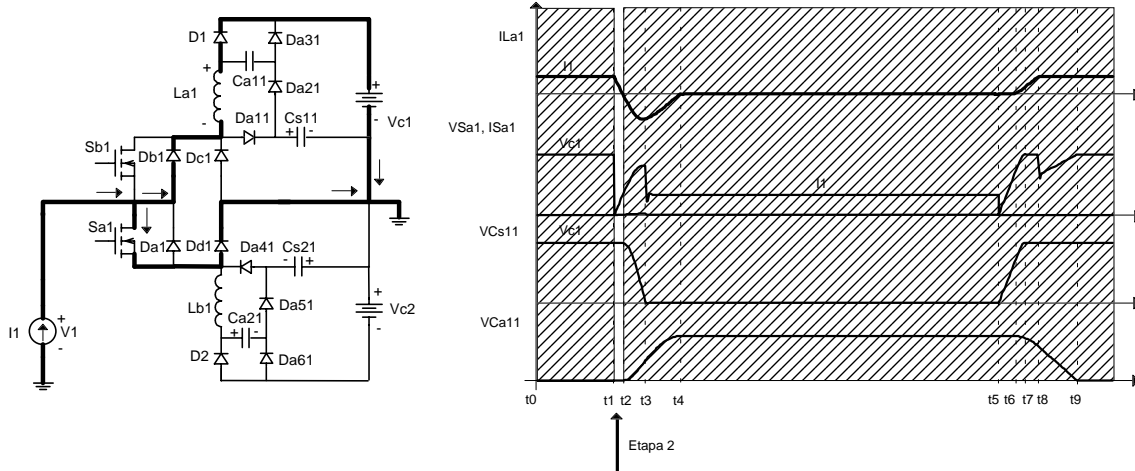 D1
Da31
+
Ca11
La1
Da21
-
Da11
Cs11
+ -
+
-
Vc1
Sb1
Db1
Dc1
Sa1
Da1
Dd1
Da41
Cs21
- +
Lb1
Da51
Ca21
+ -
D2
Da61
+
Vc2
-
I1
+
V1
-
ILa1
I1
VSa1, ISa1
Vc1
I1
VCs11
Vc1
VCa11
t0 t1 t2 t3 t4 t5 t6 t7 t8 t9
Etapa 2